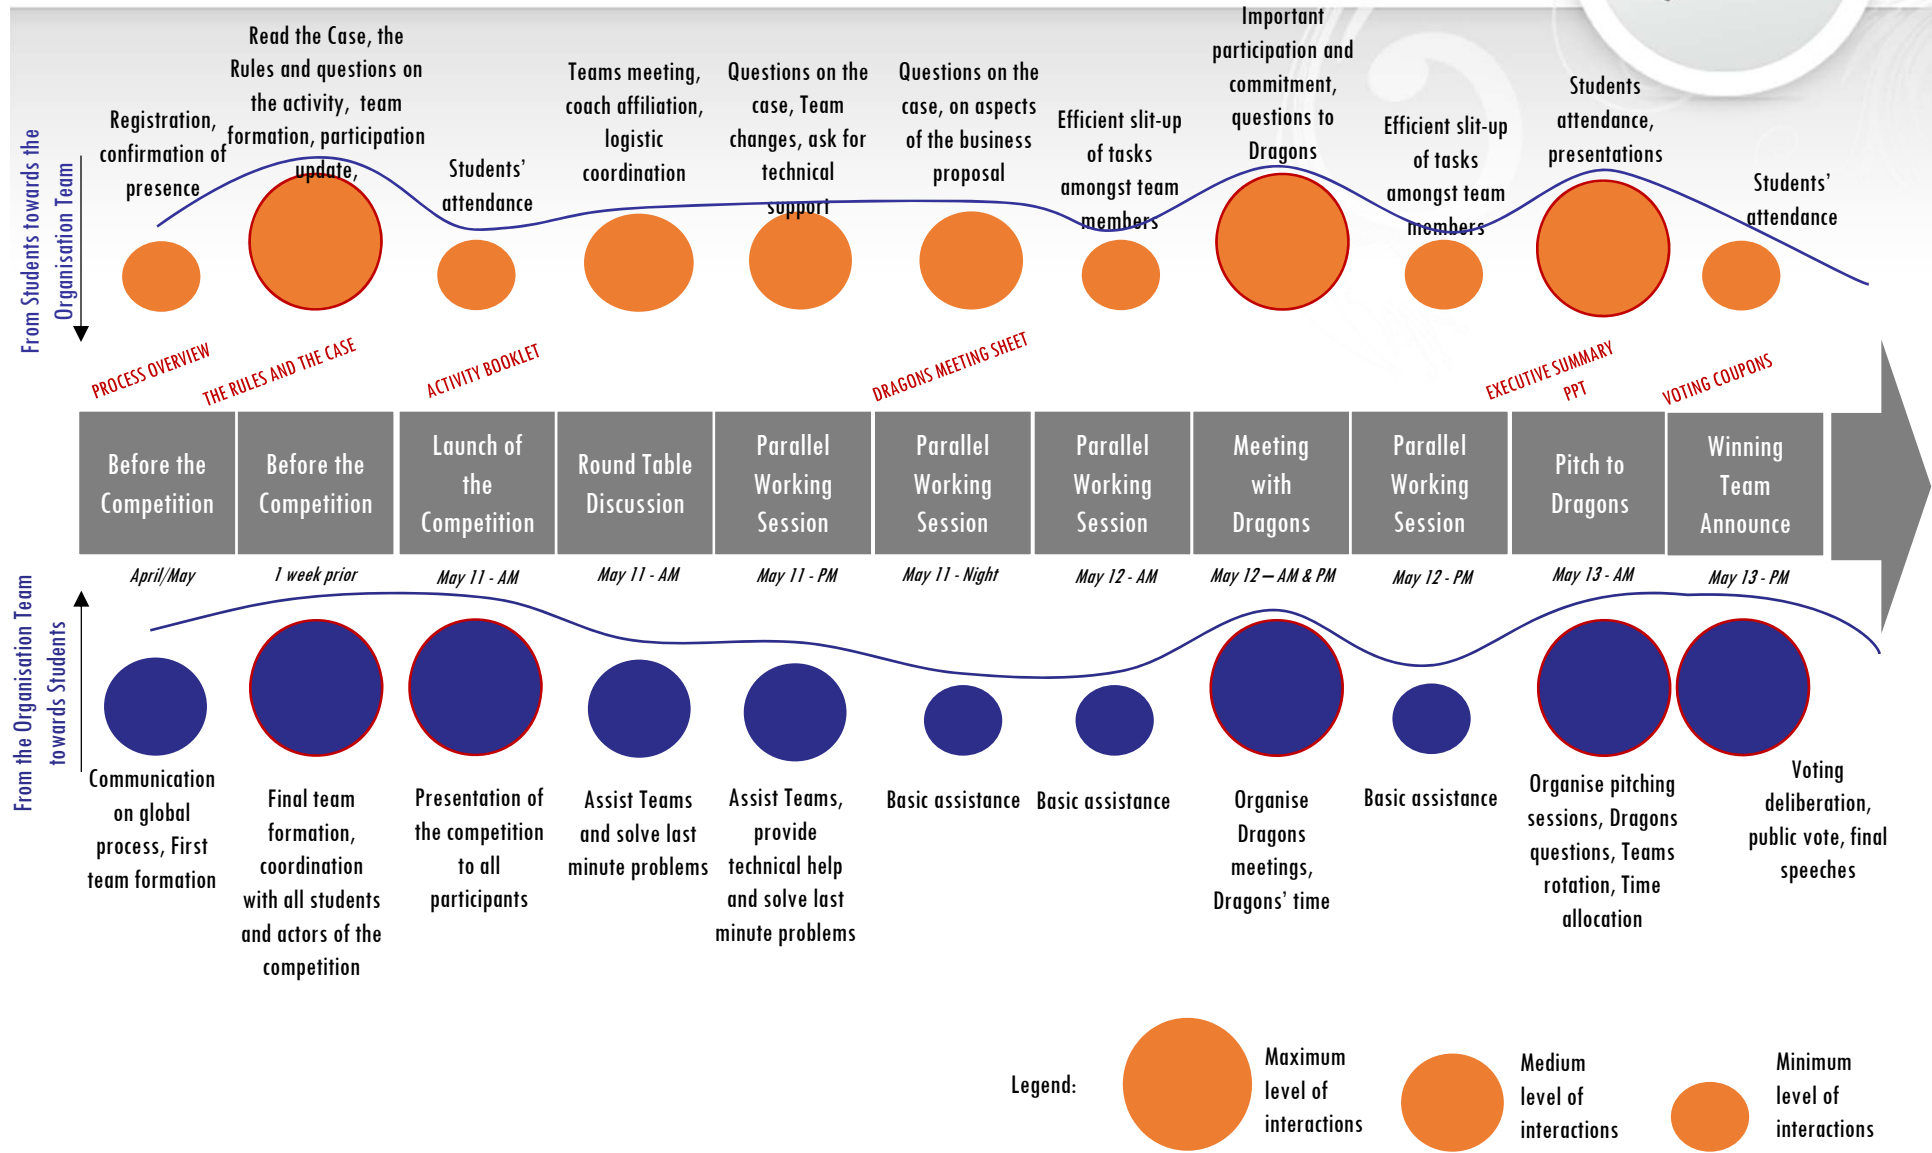 From Students towards the
Organisation Team
Registration,
confirmation of
presence
Read the Case, the
Rules and questions on
the activity, team
formation, participation
update,
Students’
attendance
Teams meeting,
coach affiliation,
logistic
coordination
Questions on the
case, Team
changes, ask for
technical
support
Questions on the
case, on aspects
of the business
proposal
Efficient slit-up
of tasks
amongst team
members
Important
participation and
commitment,
questions to
Dragons
Efficient slit-up
of tasks
amongst team
members
Students
attendance,
presentations
Students’
attendance
PROCESS OVERVIEW
THE RULES AND THE CASE
ACTIVITY BOOKLET
DRAGONS MEETING SHEET
EXECUTIVE SUMMARY
PPT
VOTING COUPONS
Before the
Competition
Before the
Competition
Launch of
the
Competition
Round Table
Discussion
Parallel
Working
Session
Parallel
Working
Session
Parallel
Working
Session
Meeting
with
Dragons
Parallel
Working
Session
Pitch to
Dragons
Winning
Team
Announce
April/May
1 week prior
May 11 - AM
May 11 - AM
May 11 - PM
May 11 - Night
May 12 - AM
May 12 – AM & PM
May 12 - PM
May 13 - AM
May 13 - PM
From the Organisation Team
towards Students
Communication
on global
process, First
team formation
Final team
formation,
coordination
with all students
and actors of the
competition
Presentation of
the competition
to all
participants
Assist Teams
and solve last
minute problems
Assist Teams,
provide
technical help
and solve last
minute problems
Basic assistance
Basic assistance
Organise
Dragons
meetings,
Dragons’ time
Basic assistance
Organise pitching
sessions, Dragons
questions, Teams
rotation, Time
allocation
Voting
deliberation,
public vote, final
speeches
Legend:
Maximum
level of
interactions
Medium
level of
interactions
Minimum
level of
interactions